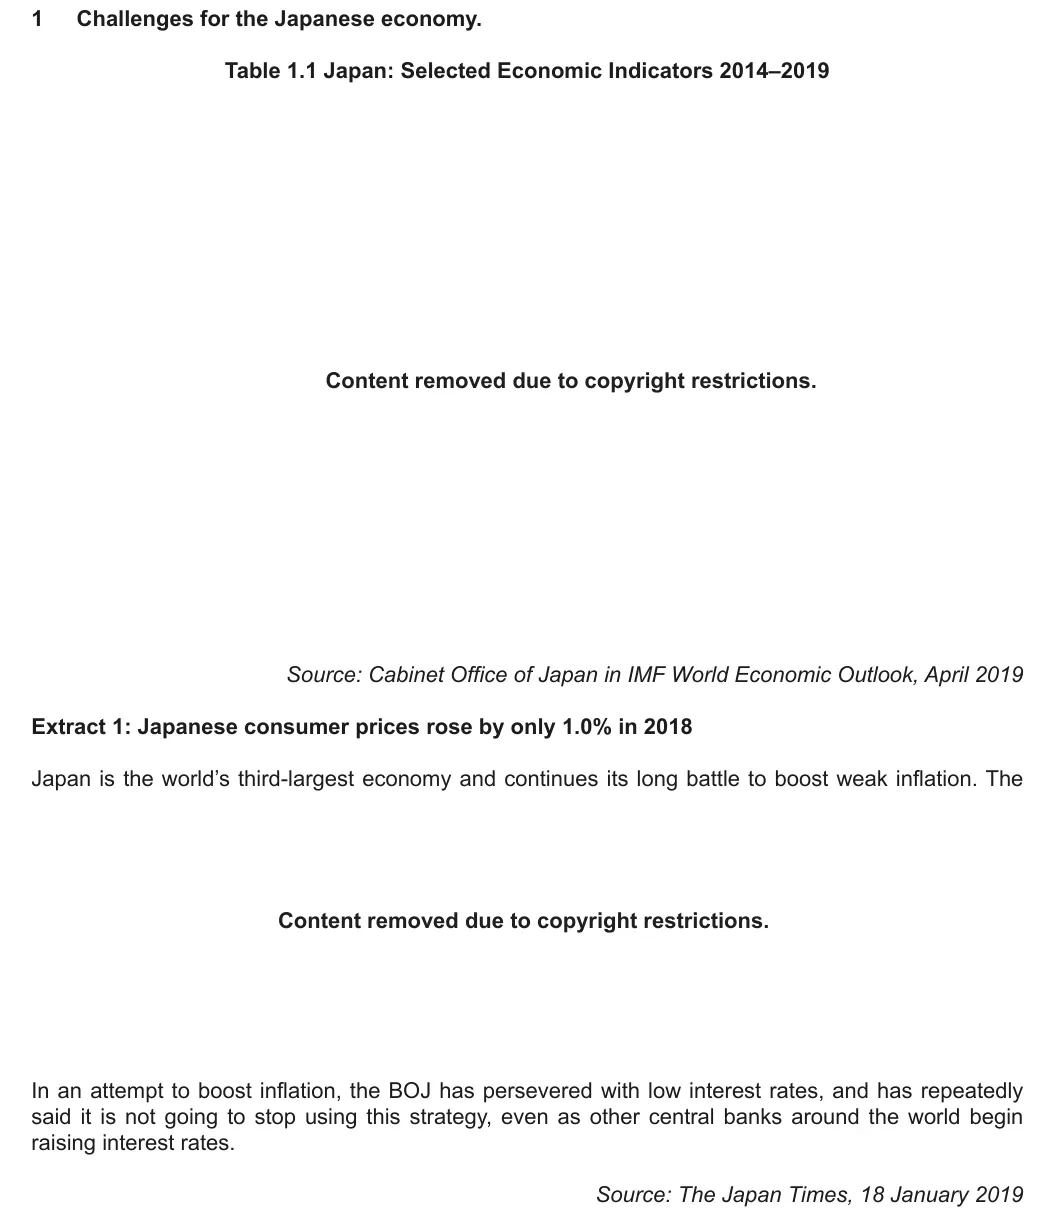 1 Challenges for the Japanese economy.
Table 1.1 Japan: Selected Economic Indicators 2014–2019
Content removed due to copyright restrictions.
Source: Cabinet Office of Japan in IMF World Economic Outlook, April 2019
Extract 1: Japanese consumer prices rose by only 1.0% in 2018
Japan is the world’s third-largest economy and continues its long battle to boost weak inflation. The
Content removed due to copyright restrictions.
In an attempt to boost inflation, the BOJ has persevered with low interest rates, and has repeatedly
said it is not going to stop using this strategy, even as other central banks around the world begin
raising interest rates.
Source: The Japan Times, 18 January 2019